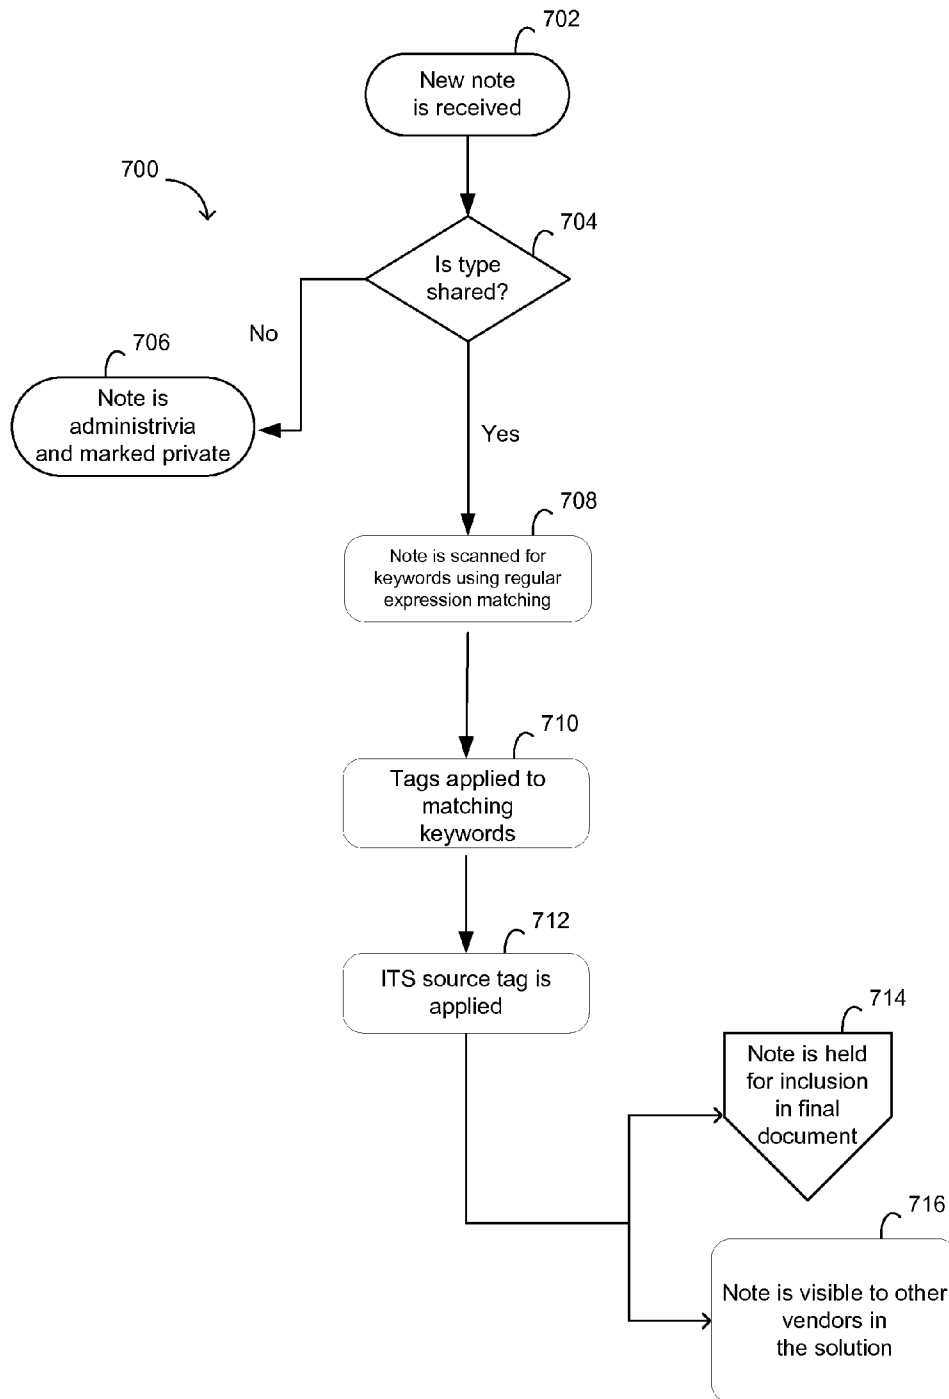 702
New note
is received
700
704
Is type
shared?
No
706
Note is
administrivia
and marked private
Yes
708
Note is scanned for
keywords using regular
expression matching
710
Tags applied to
matching
keywords
712
ITS source tag is
applied
714
Note is held
for inclusion
in final
document
716
Note is visible to other
vendors in
the solution